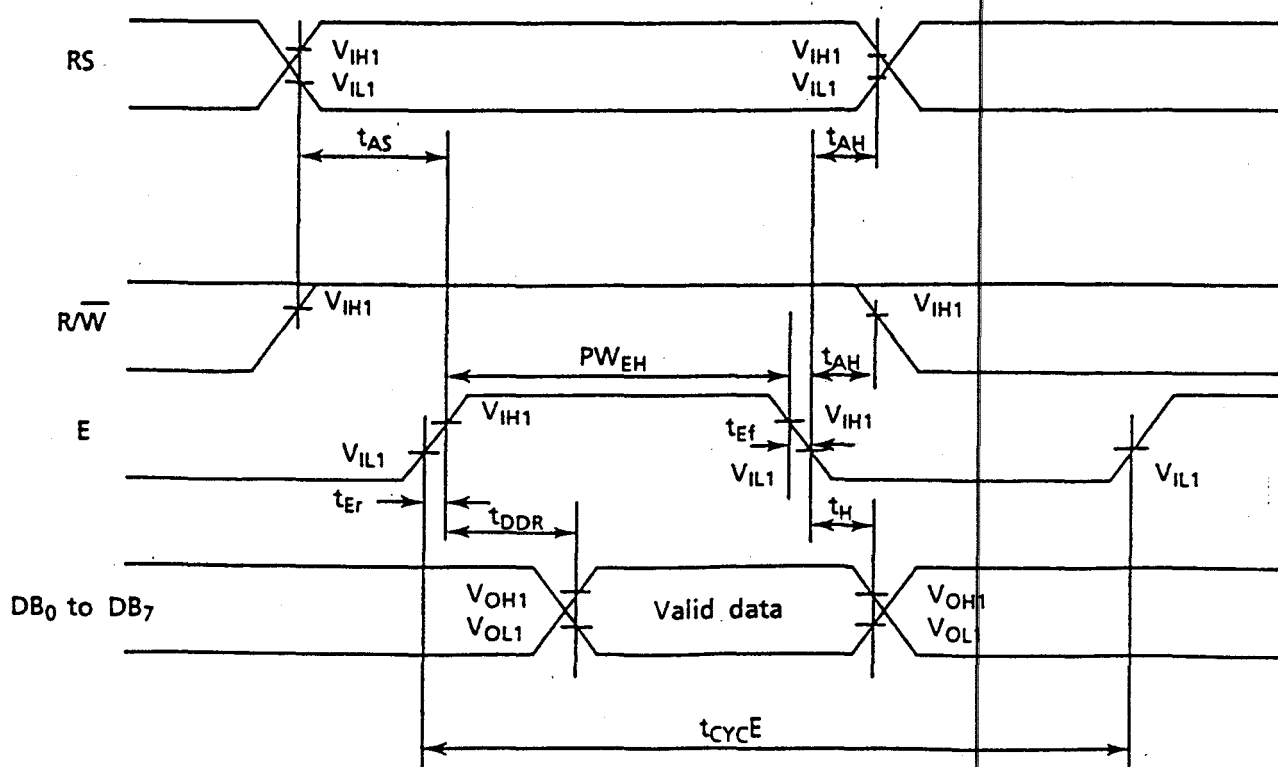 RS
V_IH1
V_IL1
V_IH1
V_IL1
t_AS
t_AH
R/W̅
V_IH1
V_IH1
PW_EH
t_AH
E
V_IH1
V_IL1
t_Ef
V_IH1
V_IL1
V_IL1
t_Er
t_DDR
t_H
DB₀ to DB₇
V_OH1
V_OL1
Valid data
V_OH1
V_OL1
t_CYCE